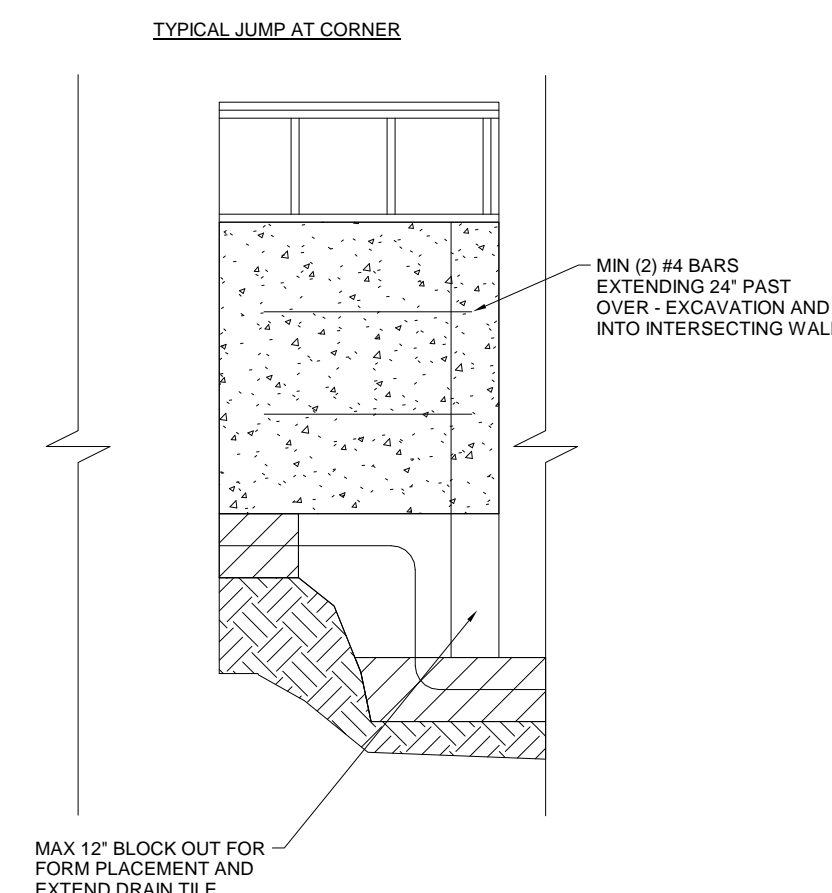 TYPICAL JUMP AT CORNER
MIN (2) #4 BARS
EXTENDING 24" PAST
OVER - EXCAVATION AND
INTO INTERSECTING WALL
MAX 12" BLOCK OUT FOR
FORM PLACEMENT AND
EXTEND DRAIN TILE